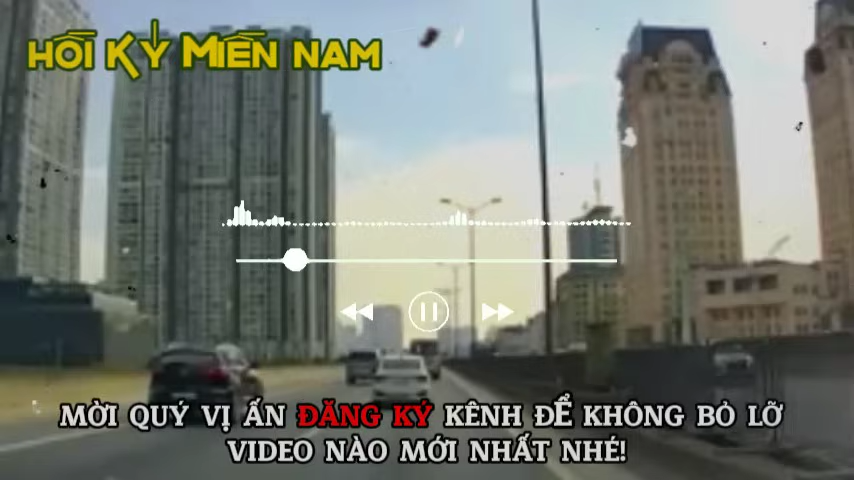 HỒI KÝ MIỀN NAM
MỜI QUÝ VỊ ẤN ĐĂNG KÝ KÊNH ĐỂ KHÔNG BỎ LỠ
VIDEO NÀO MỚI NHẤT NHÉ!